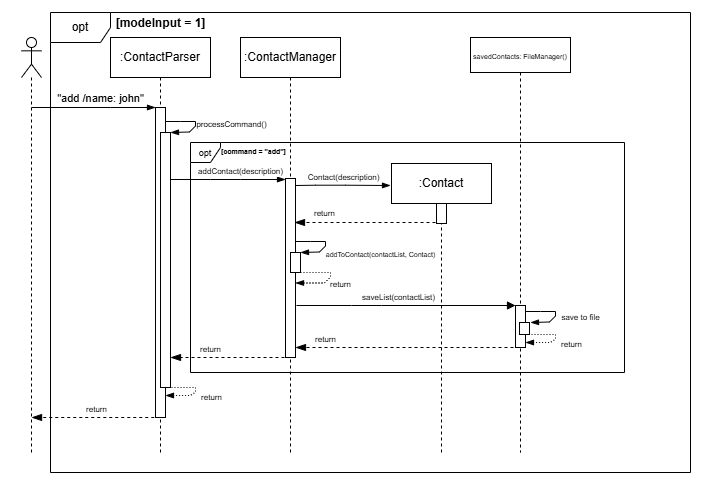 opt
[modeInput = 1]
:ContactParser
:ContactManager
savedContacts: FileManager()
"add /name: john"
processCommand()
opt
[command = "add"]
addContact(description)
Contact(description)
:Contact
return
addToContact(contactList, Contact)
return
saveList(contactList)
save to file
return
return
return
return
return